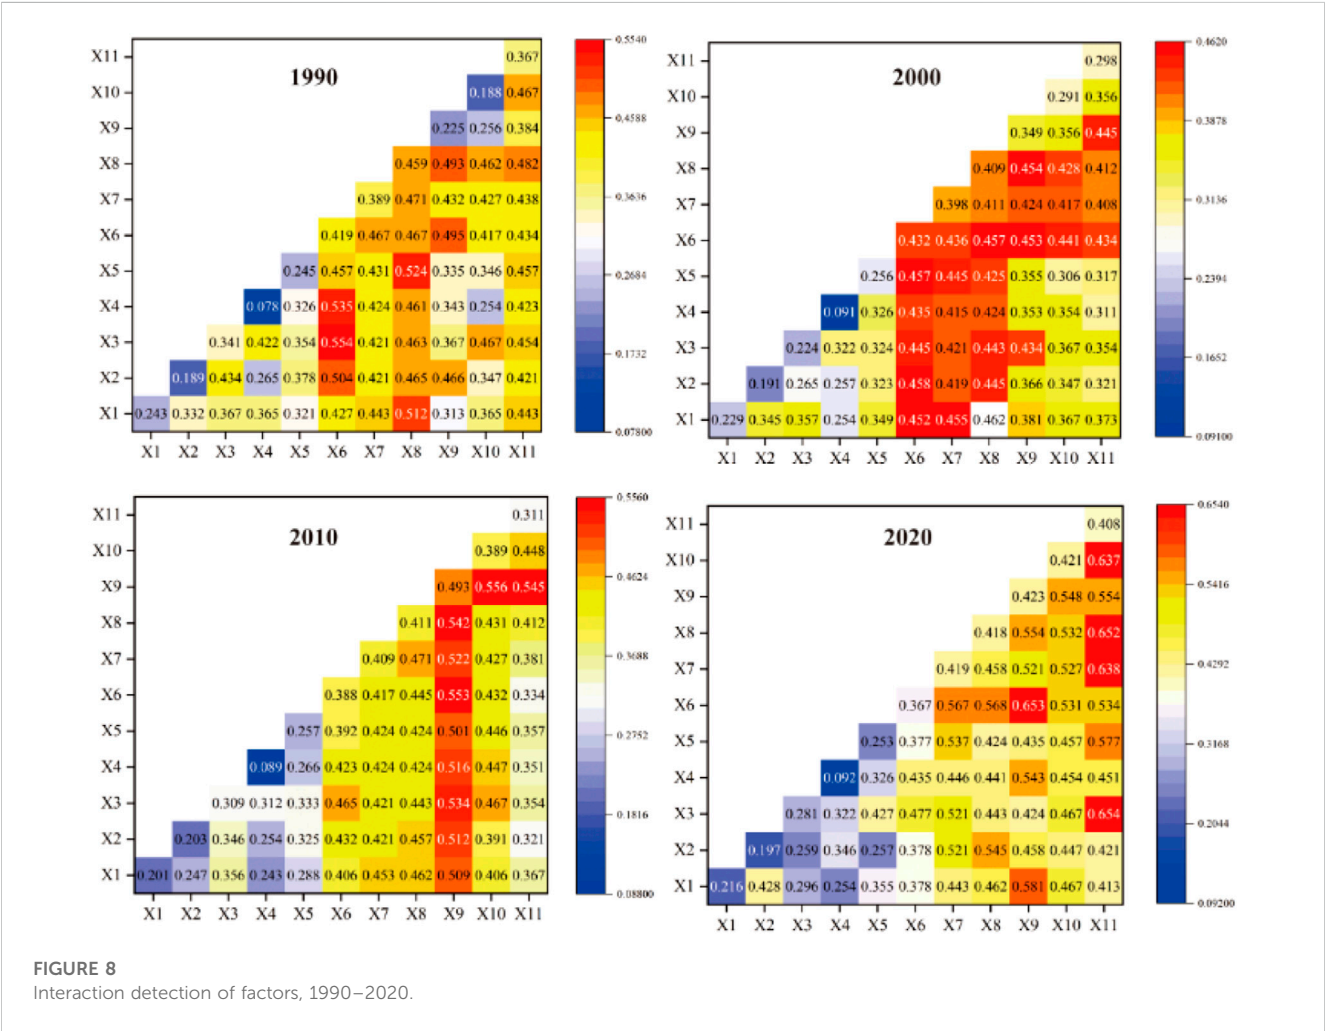 1990
X11 0.367
X10 0.188 0.467
X9 0.225 0.256 0.384
X8 0.459 0.493 0.462 0.482
X7 0.389 0.471 0.432 0.427 0.438
X6 0.419 0.467 0.467 0.495 0.417 0.434
X5 0.245 0.457 0.431 0.524 0.335 0.346 0.457
X4 0.078 0.326 0.535 0.424 0.461 0.343 0.254 0.423
X3 0.341 0.422 0.354 0.554 0.421 0.463 0.367 0.467 0.454
X2 0.189 0.434 0.265 0.378 0.504 0.421 0.465 0.466 0.347 0.421
X1 0.243 0.332 0.367 0.365 0.321 0.427 0.443 0.512 0.313 0.365 0.443
X1 X2 X3 X4 X5 X6 X7 X8 X9 X10 X11
0.5540
0.4588
0.3636
0.2684
0.1732
0.07800
2000
X11 0.298
X10 0.291 0.356
X9 0.349 0.356 0.445
X8 0.409 0.454 0.428 0.412
X7 0.398 0.411 0.424 0.417 0.408
X6 0.432 0.436 0.457 0.453 0.441 0.434
X5 0.256 0.457 0.445 0.425 0.355 0.306 0.317
X4 0.091 0.326 0.435 0.415 0.424 0.353 0.354 0.311
X3 0.224 0.322 0.324 0.445 0.421 0.443 0.434 0.367 0.354
X2 0.191 0.265 0.257 0.323 0.458 0.419 0.445 0.366 0.347 0.321
X1 0.229 0.345 0.357 0.254 0.349 0.452 0.455 0.462 0.381 0.367 0.373
X1 X2 X3 X4 X5 X6 X7 X8 X9 X10 X11
0.4620
0.3878
0.3136
0.2394
0.1652
0.09100
2010
X11 0.311
X10 0.389 0.448
X9 0.493 0.556 0.545
X8 0.411 0.542 0.431 0.412
X7 0.409 0.471 0.522 0.427 0.381
X6 0.388 0.417 0.445 0.553 0.432 0.334
X5 0.257 0.392 0.424 0.424 0.501 0.446 0.357
X4 0.089 0.266 0.423 0.424 0.424 0.516 0.447 0.351
X3 0.309 0.312 0.333 0.465 0.421 0.443 0.534 0.467 0.354
X2 0.203 0.346 0.254 0.325 0.432 0.421 0.457 0.512 0.391 0.321
X1 0.201 0.247 0.356 0.243 0.288 0.406 0.453 0.462 0.509 0.406 0.367
X1 X2 X3 X4 X5 X6 X7 X8 X9 X10 X11
0.5560
0.4624
0.3688
0.2752
0.1816
0.08800
2020
X11 0.408
X10 0.421 0.637
X9 0.423 0.548 0.554
X8 0.418 0.554 0.532 0.652
X7 0.419 0.458 0.521 0.527 0.638
X6 0.367 0.567 0.568 0.653 0.531 0.534
X5 0.253 0.377 0.537 0.424 0.435 0.457 0.577
X4 0.092 0.326 0.435 0.446 0.441 0.543 0.454 0.451
X3 0.281 0.322 0.427 0.477 0.521 0.443 0.424 0.467 0.654
X2 0.197 0.259 0.346 0.257 0.378 0.521 0.545 0.458 0.447 0.421
X1 0.216 0.428 0.296 0.254 0.355 0.378 0.443 0.462 0.581 0.467 0.413
X1 X2 X3 X4 X5 X6 X7 X8 X9 X10 X11
0.6540
0.5416
0.4292
0.3168
0.2044
0.09200
FIGURE 8
Interaction detection of factors, 1990–2020.